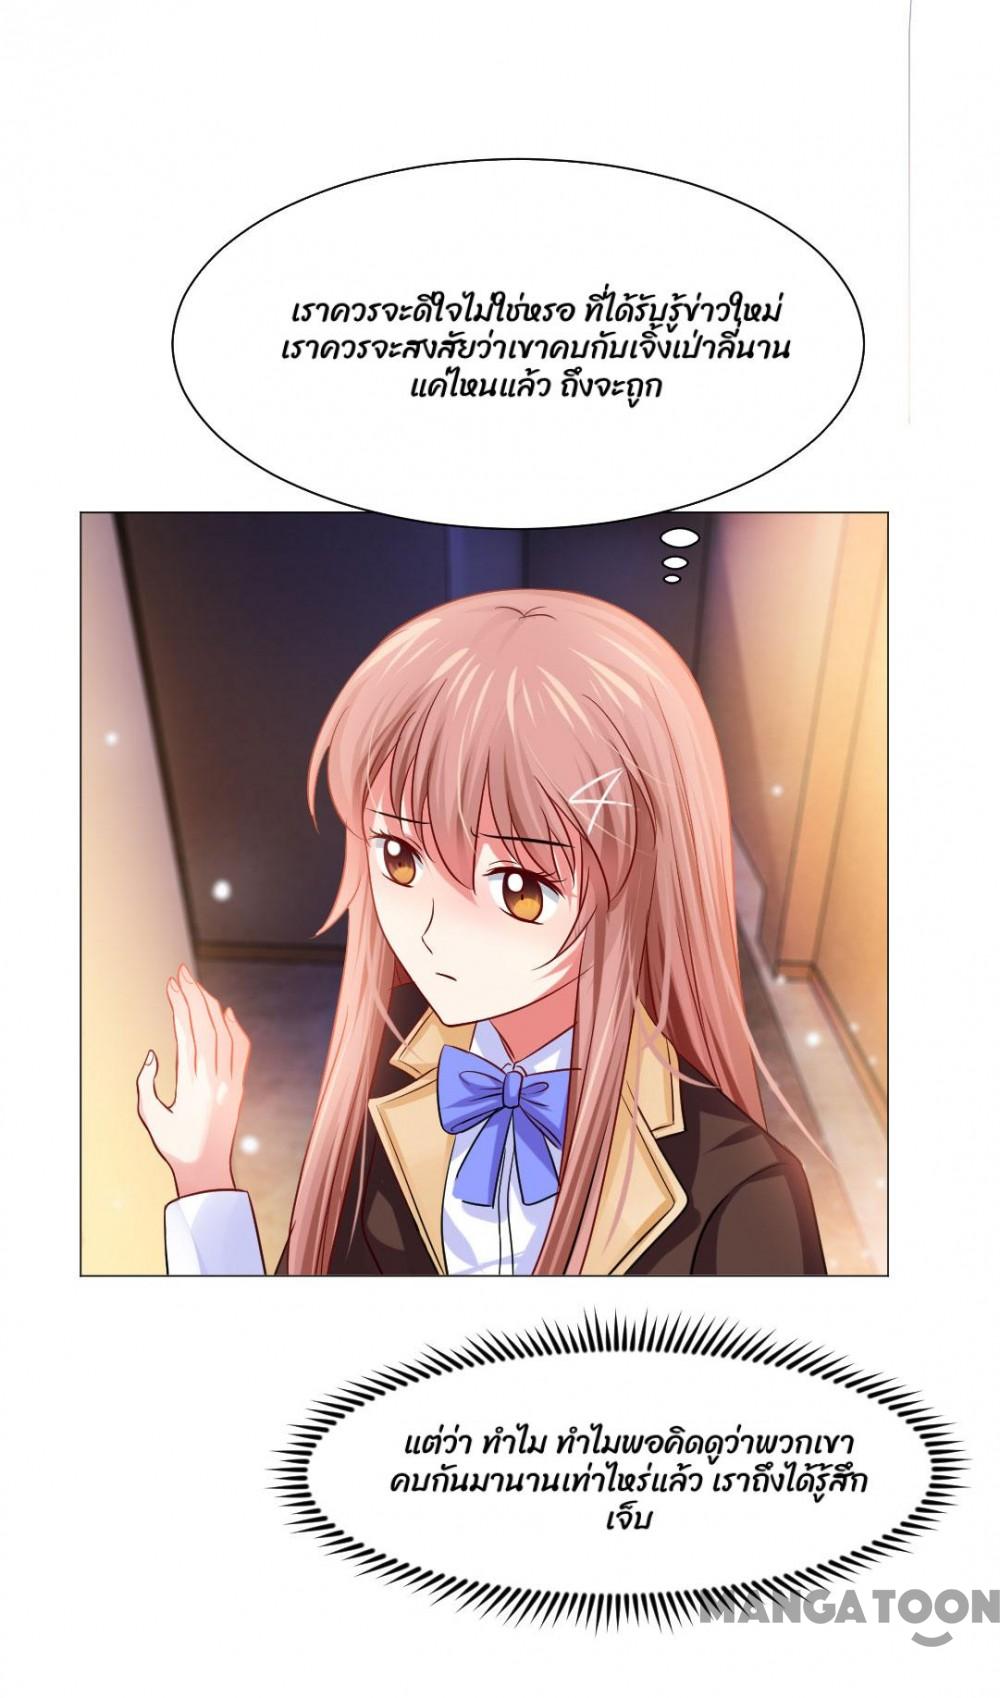 เราควรจะดีใจไม่ใช่หรอ ที่ได้รับรู้ข่าวใหม่
เราควรจะสงสัยว่าเขาคบกับเจิ้งเป่าลี่นาน
แค่ไหนแล้ว ถึงจะถูก
แต่ว่า ทำไม ทำไมพอคิดดูว่าพวกเขา
คบกันมานานเท่าไหร่แล้ว เราถึงได้รู้สึก
เจ็บ
MANGATOON